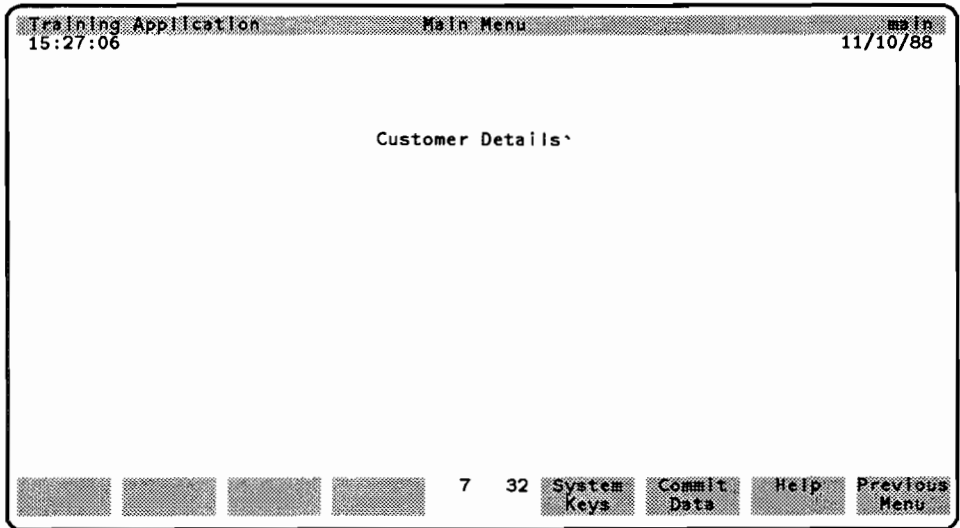 Training Application Main Menu main
15:27:06 11/10/88
Customer Details`
7 32 System Keys Commit Data Help Previous Menu